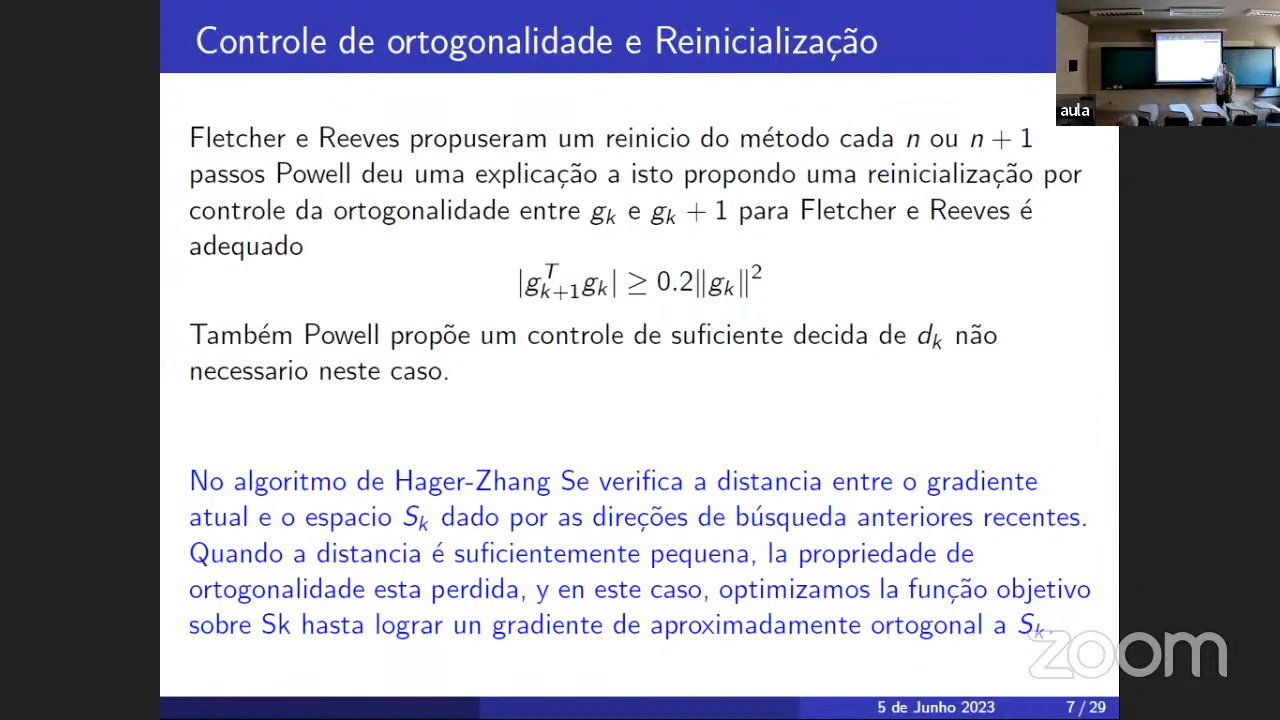 Controle de ortogonalidade e Reinicialização
aula
Fletcher e Reeves propuseram um reinicio do método cada n ou n + 1
passos Powell deu uma explicação a isto propondo uma reinicialização por
controle da ortogonalidade entre g_k e g_k + 1 para Fletcher e Reeves é
adequado
|g_{k+1}^T g_k| ≥ 0.2‖g_k‖^2
Também Powell propõe um controle de suficiente decida de d_k não
necessario neste caso.
No algoritmo de Hager-Zhang Se verifica a distancia entre o gradiente
atual e o espacio S_k dado por as direções de búsqueda anteriores recentes.
Quando a distancia é suficientemente pequena, la propriedade de
ortogonalidade esta perdida, y en este caso, optimizamos la função objetivo
sobre Sk hasta lograr un gradiente de aproximadamente ortogonal a S_k.
zoom
5 de Junho 2023 7 / 29